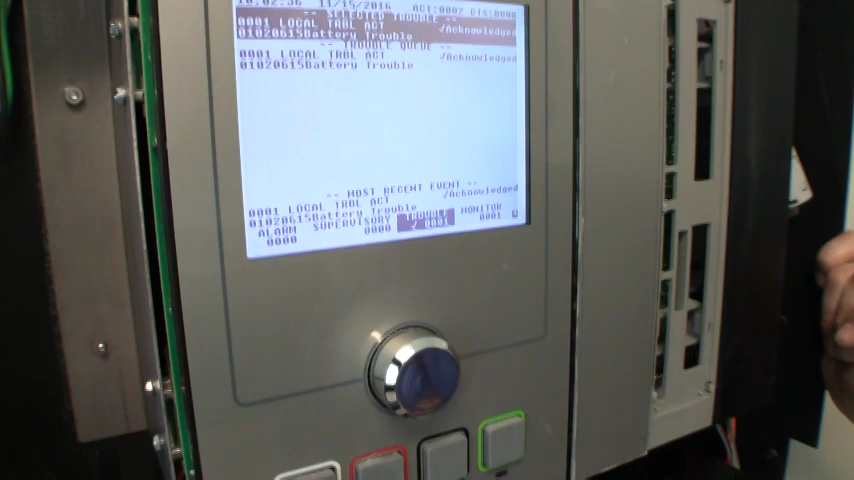 10:02:36 11/15/2016 ACT:0002 DIS:0000
-- SELECTED TROUBLE --
0001 LOCAL TRBL ACT √Acknowledged
01020615Battery Trouble
-- TROUBLE QUEUE --
0001 LOCAL TRBL ACT √Acknowledged
01020615Battery Trouble
-- MOST RECENT EVENT --
0001 LOCAL TRBL ACT √Acknowledged
01020615Battery Trouble
ALARM SUPERVISORY TROUBLE MONITOR
0000 0000 √ 0001 0001